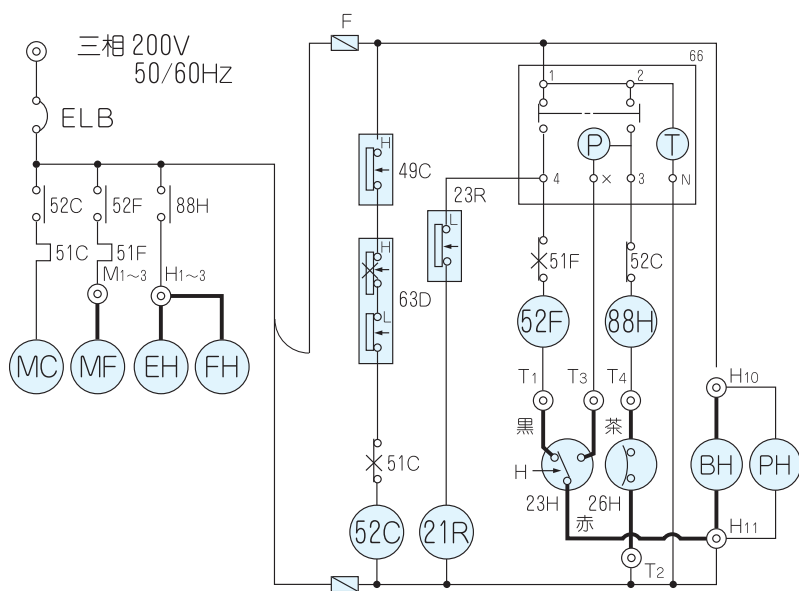 三相 200V
50/60HZ
ELB
52C
52F
88H
51C
51F
M1~3
H1~3
MC
MF
EH
FH
F
H
49C
H
63D
L
51C
52C
23R
L
21R
66
1
2
P
T
4
×
3
N
51F
52C
52F
88H
T1
T3
T4
黒
茶
H
23H
26H
赤
T2
H10
BH
PH
H11